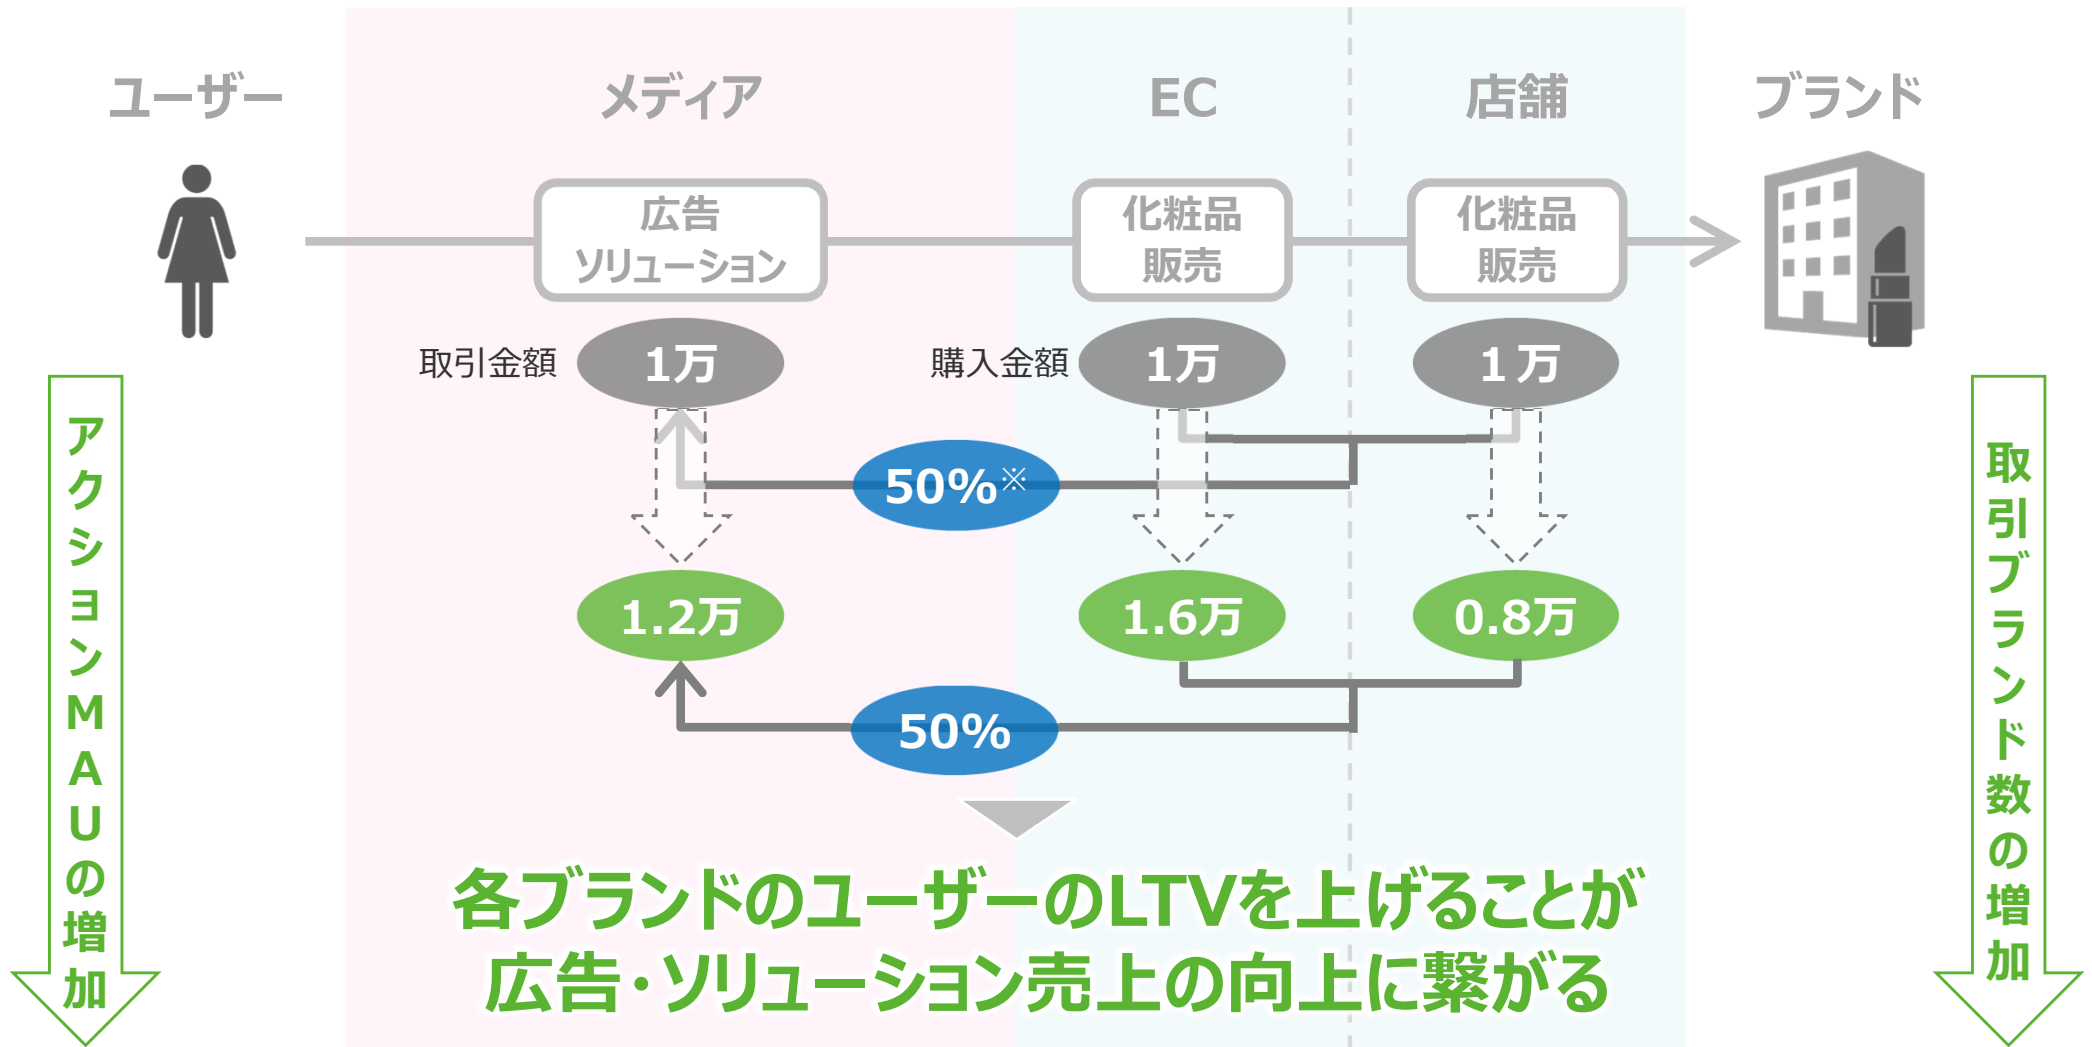 ユーザー
メディア
EC
店舗
ブランド
広告
ソリューション
化粧品
販売
化粧品
販売
取引金額
1万
購入金額
1万
1万
50%※
1.2万
1.6万
0.8万
50%
アクションMAUの増加
取引ブランド数の増加
各ブランドのユーザーのLTVを上げることが
広告・ソリューション売上の向上に繋がる